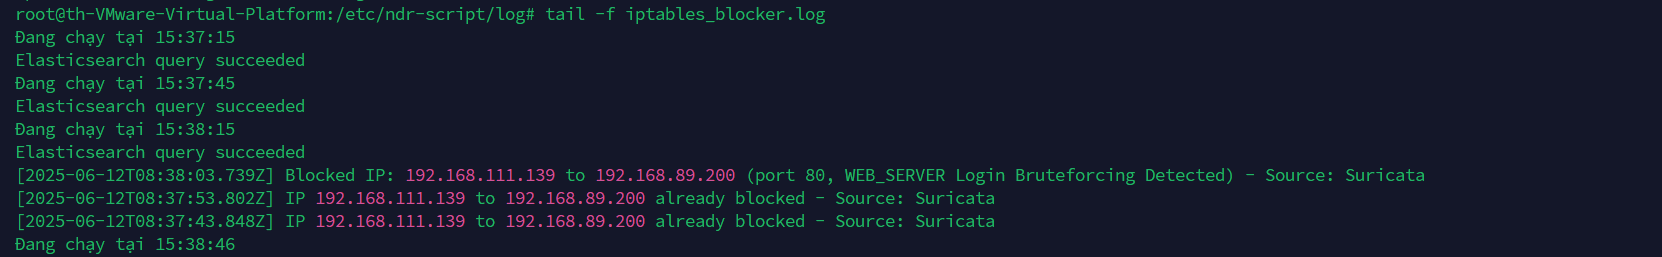 root@th-VMware-Virtual-Platform:/etc/ndr-script/log# tail -f iptables_blocker.log
Đang chạy tại 15:37:15
Elasticsearch query succeeded
Đang chạy tại 15:37:45
Elasticsearch query succeeded
Đang chạy tại 15:38:15
Elasticsearch query succeeded
[2025-06-12T08:38:03.739Z] Blocked IP: 192.168.111.139 to 192.168.89.200 (port 80, WEB_SERVER Login Bruteforcing Detected) - Source: Suricata
[2025-06-12T08:37:53.802Z] IP 192.168.111.139 to 192.168.89.200 already blocked - Source: Suricata
[2025-06-12T08:37:43.848Z] IP 192.168.111.139 to 192.168.89.200 already blocked - Source: Suricata
Đang chạy tại 15:38:46